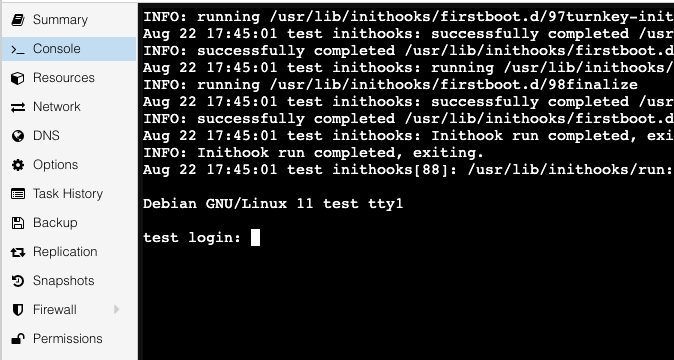 Summary
Console
Resources
Network
DNS
Options
Task History
Backup
Replication
Snapshots
Firewall
Permissions
INFO: running /usr/lib/inithooks/firstboot.d/97turnkey-init
Aug 22 17:45:01 test inithooks: successfully completed /usr
INFO: successfully completed /usr/lib/inithooks/firstboot.d
Aug 22 17:45:01 test inithooks: running /usr/lib/inithooks/
INFO: running /usr/lib/inithooks/firstboot.d/98finalize
Aug 22 17:45:01 test inithooks: successfully completed /usr
INFO: successfully completed /usr/lib/inithooks/firstboot.d
Aug 22 17:45:01 test inithooks: Inithook run completed, exi
INFO: Inithook run completed, exiting.
Aug 22 17:45:01 test inithooks[88]: /usr/lib/inithooks/run:
Debian GNU/Linux 11 test tty1
test login: